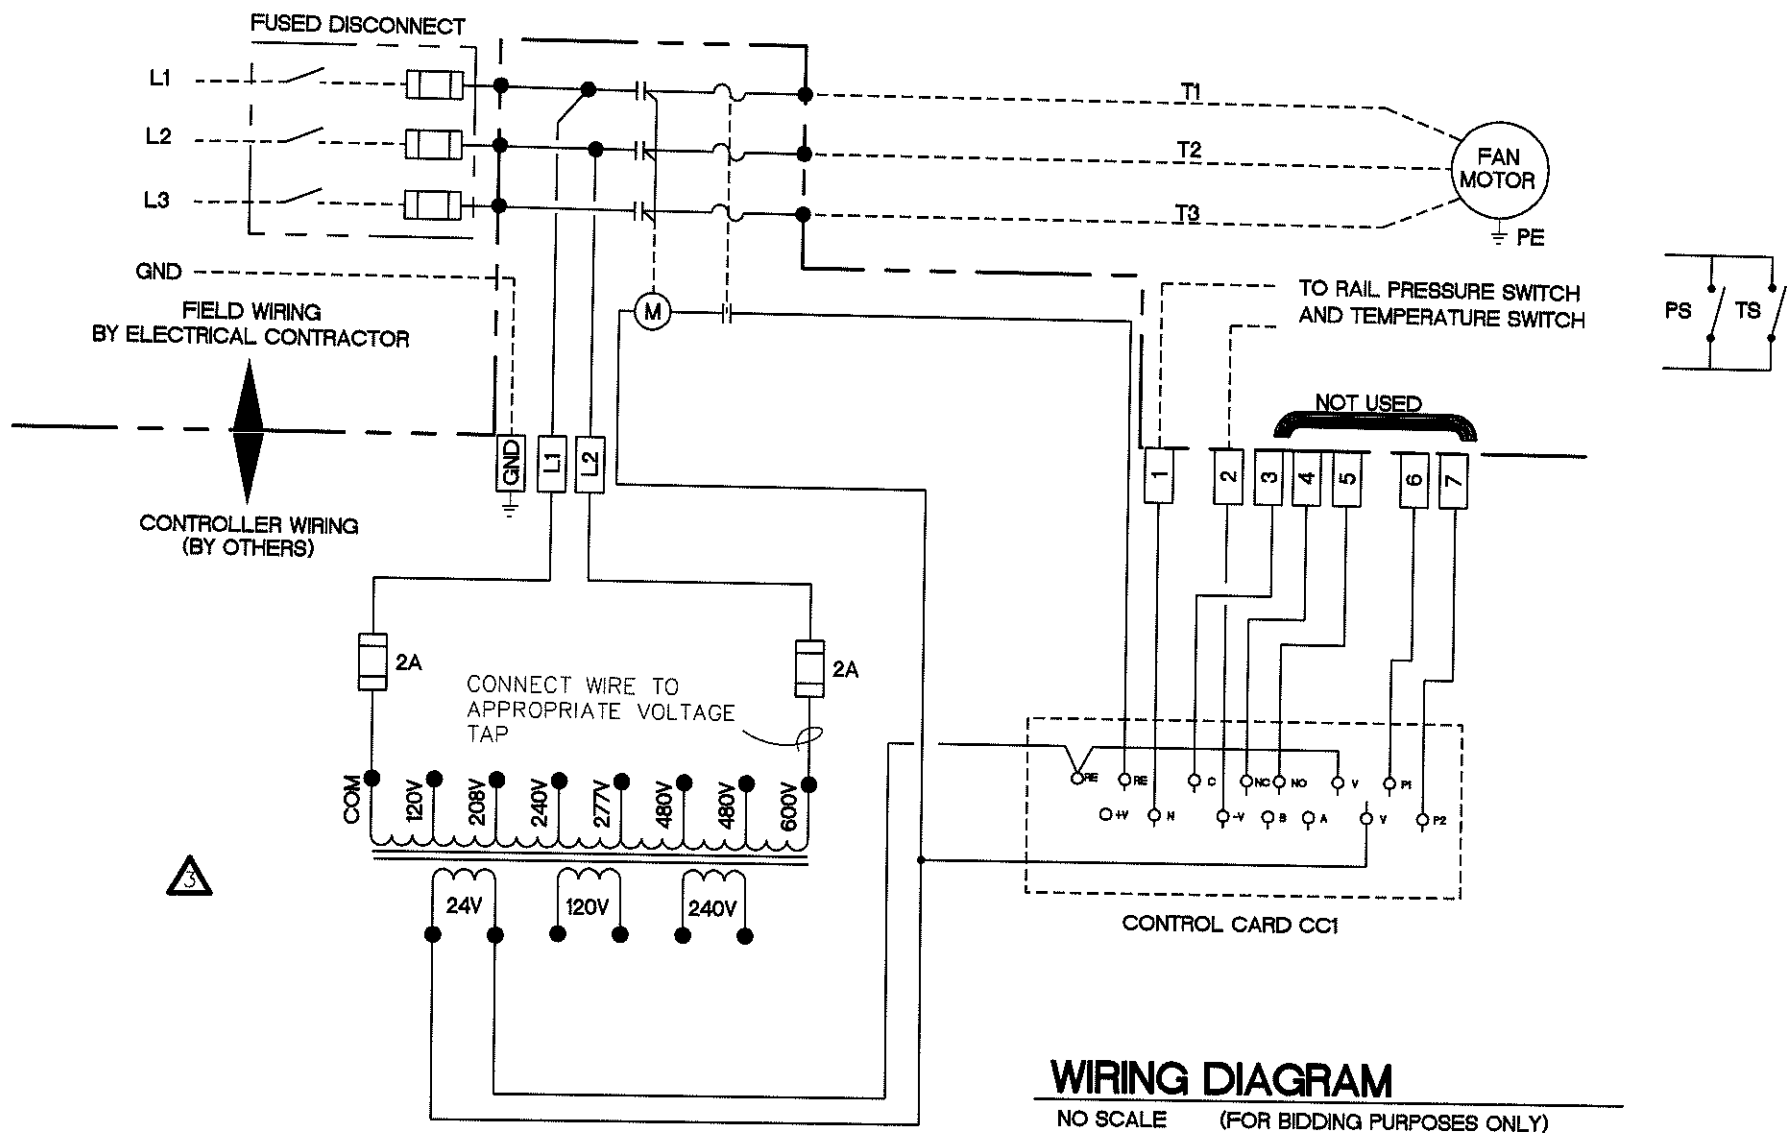 FUSED DISCONNECT
L1
L2
L3
GND
T1
T2
T3
FAN
MOTOR
PE
FIELD WIRING
BY ELECTRICAL CONTRACTOR
M
TO RAIL PRESSURE SWITCH
AND TEMPERATURE SWITCH
PS
TS
NOT USED
GND
L1
L2
1
2
3
4
5
6
7
CONTROLLER WIRING
(BY OTHERS)
2A
2A
CONNECT WIRE TO
APPROPRIATE VOLTAGE
TAP
COM
120V
208V
240V
277V
480V
480V
600V
RE
RE
C
NC
NO
V
P1
+V
N
-V
B
A
V
P2
3
24V
120V
240V
CONTROL CARD CC1
WIRING DIAGRAM
NO SCALE (FOR BIDDING PURPOSES ONLY)